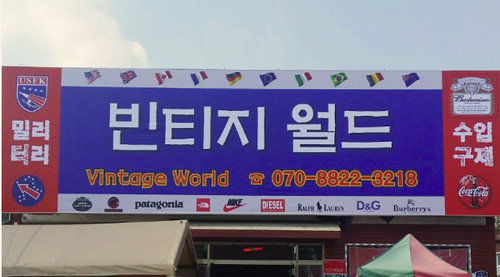 USFK
밀리
터리
빈티지 월드
Vintage World ☎ 070-8822-3218
patagonia NIKE DIESEL RALPH LAUREN D&G Burberrys
Budweiser
수입
구제
Coca-Cola